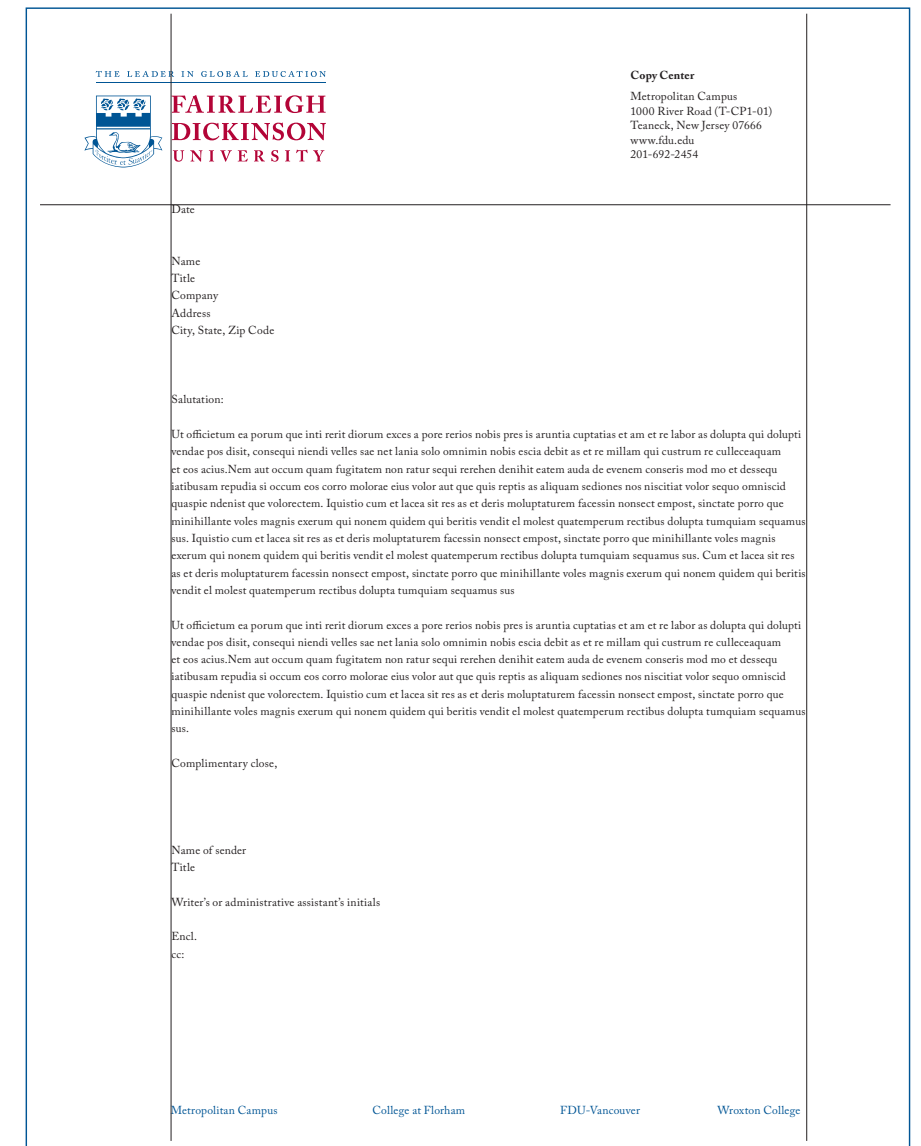 THE LEADER IN GLOBAL EDUCATION
FAIRLEIGH
DICKINSON
UNIVERSITY
Copy Center
Metropolitan Campus
1000 River Road (T-CP1-01)
Teaneck, New Jersey 07666
www.fdu.edu
201-692-2454
Date
Name
Title
Company
Address
City, State, Zip Code
Salutation:
Ut officietum ea porum que inti rerit diorum exces a pore rerios nobis pres is aruntia cuptatias et am et re labor as dolupta qui dolupti
vendae pos disit, consequi niendi velles sae net lania solo omnimin nobis escia debit as et re millam qui custrum re culleceaquam
et eos acius.Nem aut occum quam fugitatem non ratur sequi rerehen denihit eatem auda de evenem conseris mod mo et dessequ
iatibusam repudia si occum eos corro molorae eius volor aut que quis reptis as aliquam sediones nos niscitiat volor sequo omniscid
quaspie ndenist que volorectem. Iquistio cum et lacea sit res as et deris moluptaturem facessin nonsect empost, sinctate porro que
minihillante voles magnis exerum qui nonem quidem qui beritis vendit el molest quatemperum rectibus dolupta tumquiam sequamus
sus. Iquistio cum et lacea sit res as et deris moluptaturem facessin nonsect empost, sinctate porro que minihillante voles magnis
exerum qui nonem quidem qui beritis vendit el molest quatemperum rectibus dolupta tumquiam sequamus sus. Cum et lacea sit res
as et deris moluptaturem facessin nonsect empost, sinctate porro que minihillante voles magnis exerum qui nonem quidem qui beritis
vendit el molest quatemperum rectibus dolupta tumquiam sequamus sus
Ut officietum ea porum que inti rerit diorum exces a pore rerios nobis pres is aruntia cuptatias et am et re labor as dolupta qui dolupti
vendae pos disit, consequi niendi velles sae net lania solo omnimin nobis escia debit as et re millam qui custrum re culleceaquam
et eos acius.Nem aut occum quam fugitatem non ratur sequi rerehen denihit eatem auda de evenem conseris mod mo et dessequ
iatibusam repudia si occum eos corro molorae eius volor aut que quis reptis as aliquam sediones nos niscitiat volor sequo omniscid
quaspie ndenist que volorectem. Iquistio cum et lacea sit res as et deris moluptaturem facessin nonsect empost, sinctate porro que
minihillante voles magnis exerum qui nonem quidem qui beritis vendit el molest quatemperum rectibus dolupta tumquiam sequamus
sus.
Complimentary close,
Name of sender
Title
Writer's or administrative assistant's initials
Encl.
cc:
Metropolitan Campus
College at Florham
FDU-Vancouver
Wroxton College